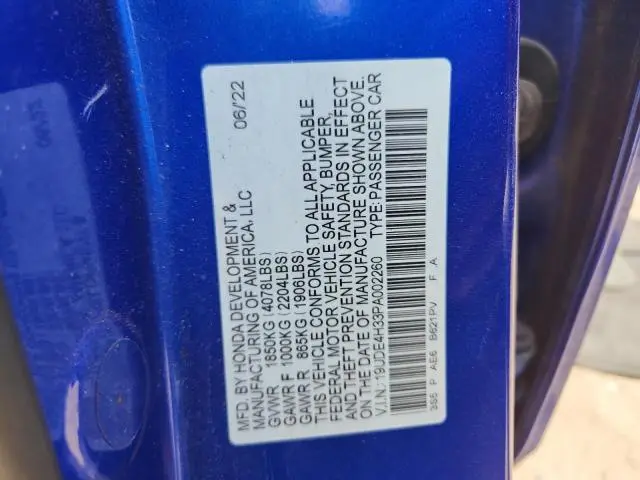 MFD. BY HONDA DEVELOPMENT & 06/'22
MANUFACTURING OF AMERICA, LLC
GVWR 1850KG (4078LBS)
GAWR F 1000KG (2204LBS)
GAWR R 865KG (1906LBS)
THIS VEHICLE CONFORMS TO ALL APPLICABLE
FEDERAL MOTOR VEHICLE SAFETY, BUMPER,
AND THEFT PREVENTION STANDARDS IN EFFECT
ON THE DATE OF MANUFACTURE SHOWN ABOVE.
V.I.N.: 19UDE4H33PA002260 TYPE: PASSENGER CAR
3S6 P AE6 B621PV F A